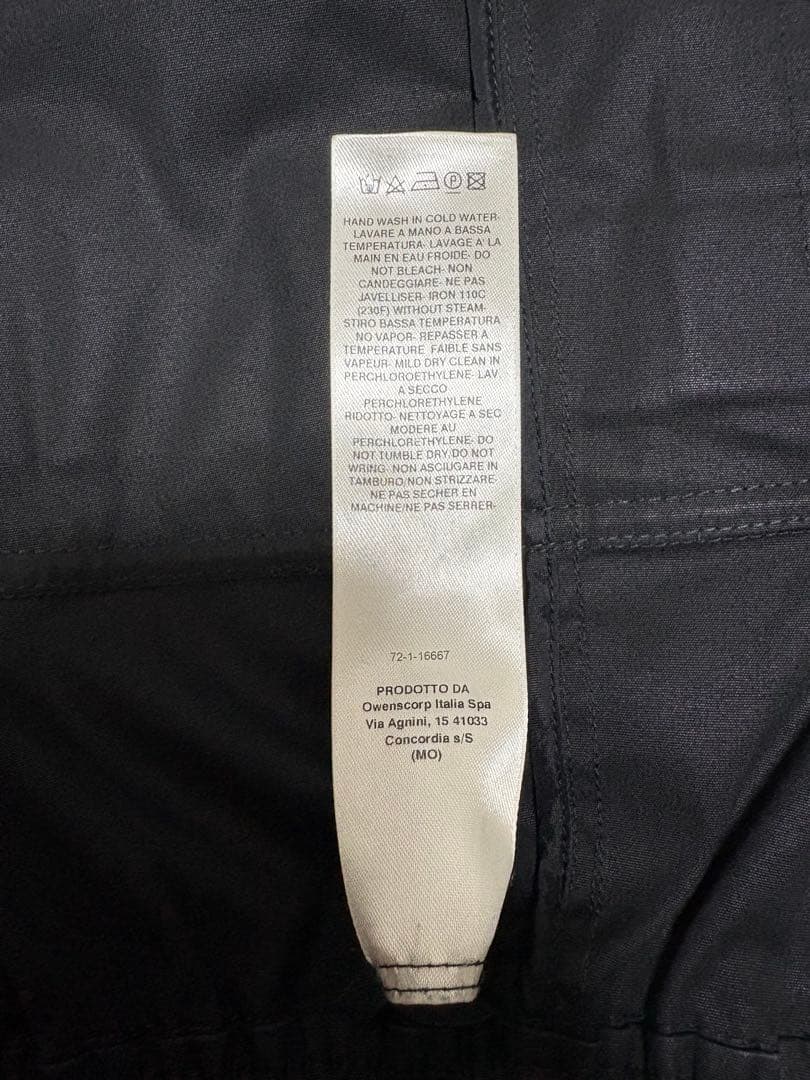 HAND WASH IN COLD WATER-
LAVARE A MANO A BASSA
TEMPERATURA- LAVAGE A' LA
MAIN EN EAU FROIDE- DO
NOT BLEACH- NON
CANDEGGIARE- NE PAS
JAVELLISER- IRON 110C
(230F) WITHOUT STEAM-
STIRO BASSA TEMPERATURA
NO VAPOR- REPASSER A
TEMPERATURE FAIBLE SANS
VAPEUR- MILD DRY CLEAN IN
PERCHLOROETHYLENE- LAV.
A SECCO
PERCHLORETHYLENE
RIDOTTO- NETTOYAGE A SEC
MODERE AU
PERCHLORETHYLENE- DO
NOT TUMBLE DRY/DO NOT
WRING- NON ASCIUGARE IN
TAMBURO/NON STRIZZARE-
NE PAS SECHER EN
MACHINE/NE PAS SERRER-
72-1-16667
PRODOTTO DA
Owenscorp Italia Spa
Via Agnini, 15 41033
Concordia s/S
(MO)